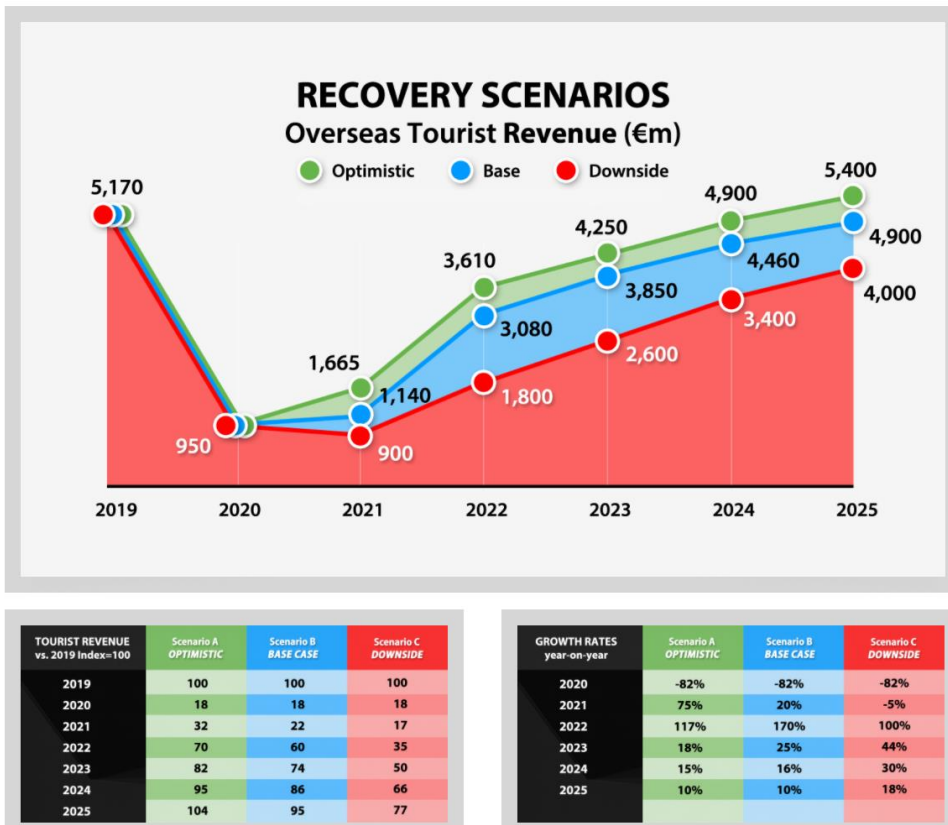 RECOVERY SCENARIOS
Overseas Tourist Revenue (€m)
Optimistic Base Downside
5,170
5,400
4,900
4,250
3,610
4,900
4,460
3,850
4,000
3,080
3,400
2,600
1,665
1,140
1,800
950
900
2019 2020 2021 2022 2023 2024 2025
TOURIST REVENUE vs. 2019 Index=100 Scenario A OPTIMISTIC Scenario B BASE CASE Scenario C DOWNSIDE
2019 100 100 100
2020 18 18 18
2021 32 22 17
2022 70 60 35
2023 82 74 50
2024 95 86 66
2025 104 95 77
GROWTH RATES year-on-year Scenario A OPTIMISTIC Scenario B BASE CASE Scenario C DOWNSIDE
2020 -82% -82% -82%
2021 75% 20% -5%
2022 117% 170% 100%
2023 18% 25% 44%
2024 15% 16% 30%
2025 10% 10% 18%